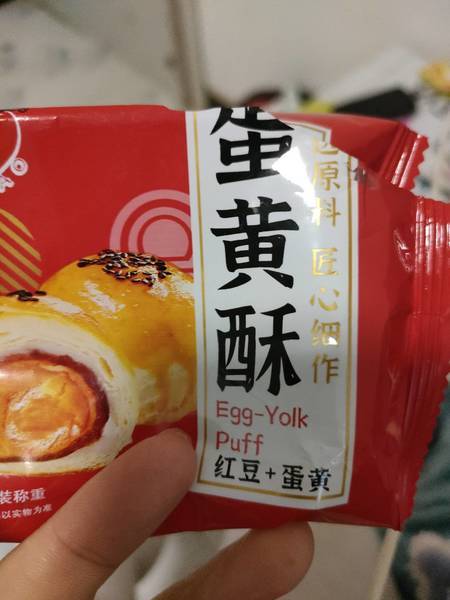 蛋黄酥
原料 匠心细作
Egg-Yolk
Puff
红豆+蛋黄
装称重
以实物为准